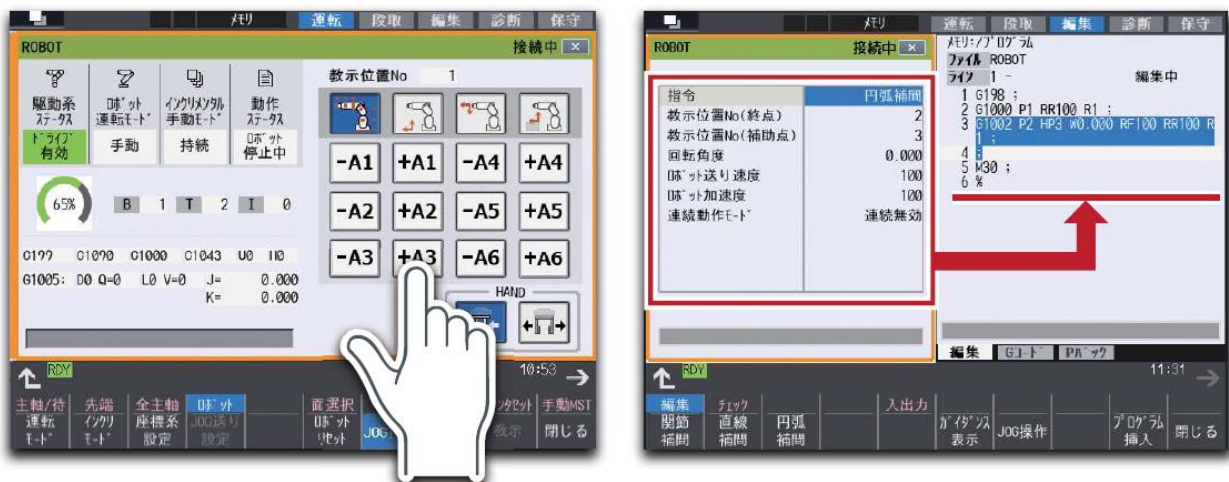 メモリ
運転 段取 編集 診断 保守
ROBOT 接続中
駆動系 ステータス
ドライブ 有効
ロボット 運転モード
手動
インクリメンタル 手動モード
持続
動作 ステータス
ロボット 停止中
65%
B 1 T 2 I 0
G1005: D0 Q=0 L0 V=0 J= 0.000
K= 0.000
教示位置No 1
-A1 +A1 -A4 +A4
-A2 +A2 -A5 +A5
-A3 +A3 -A6 +A6
HAND
RDY
10:53
主軸/待 先端 全主軸 ロボット 直選択 手動MST
運転 モード
インクリ モード
座標系 設定
JOG送り 設定
ロボット リセット
閉じる
メモリ
運転 段取 編集 診断 保守
ROBOT 接続中
指令 円弧補間
教示位置No(終点) 2
教示位置No(補助点) 3
回転角度 0.000
ロボット送り速度 100
ロボット加速度 100
連続動作モード 連続無効
メモリ:/プログラム
ファイル ROBOT
ライン 1 - 編集中
1 G198 ;
2 G1000 P1 RR100 R1 ;
3 G1002 P2 HP3 W0.000 RF100 RR100 R
1 ;
4 ;
5 M30 ;
6 %
編集 Gコード Pバック
RDY
11:31
編集 チェック 入出力
関節 補間
直線 補間
円弧 補間
ガイダンス 表示
JOG操作
プログラム 挿入
閉じる